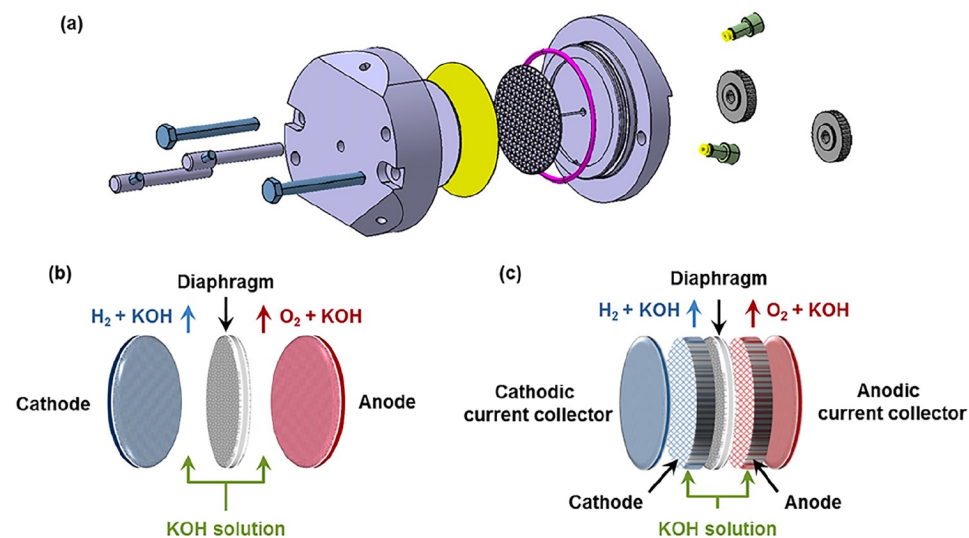 (a)
(b)
Diaphragm
H₂ + KOH
O₂ + KOH
Cathode
Anode
KOH solution
(c)
Diaphragm
H₂ + KOH
O₂ + KOH
Cathodic
current collector
Anodic
current collector
Cathode
Anode
KOH solution